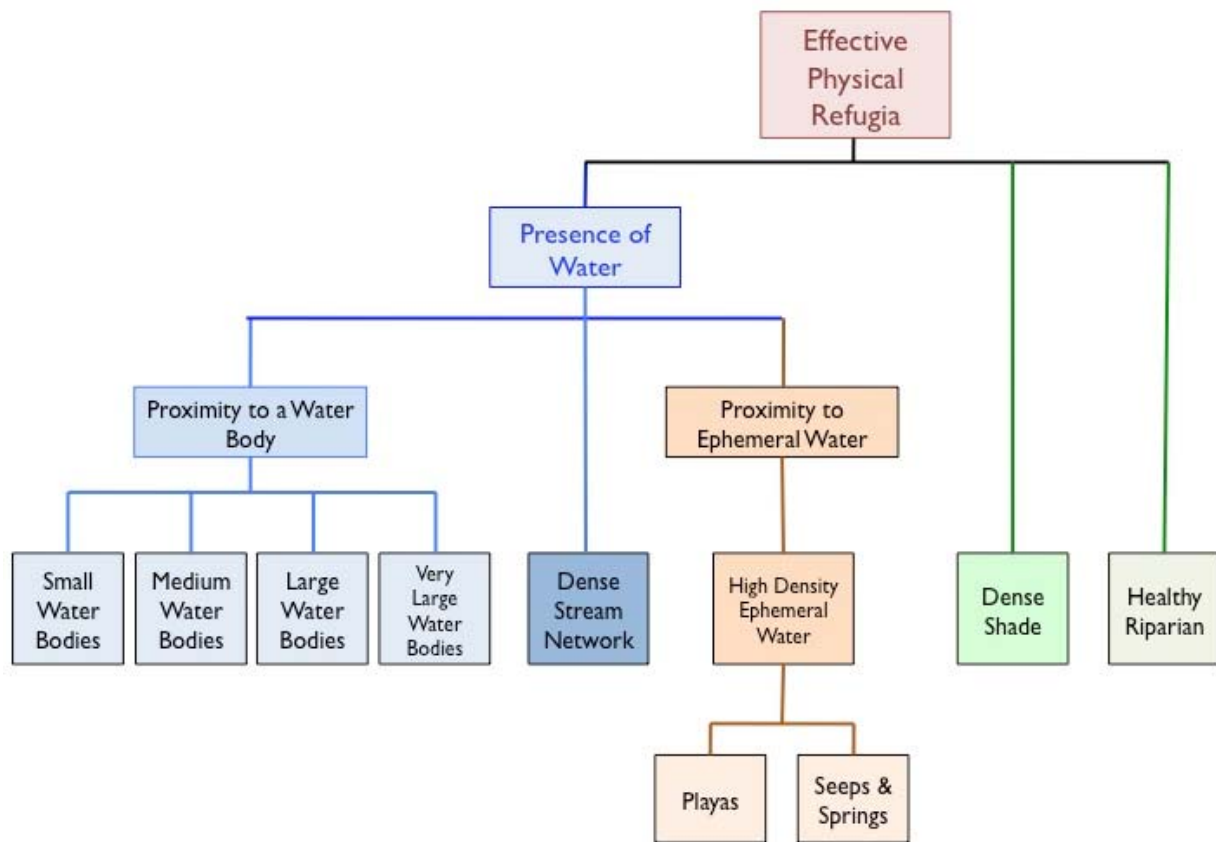 Effective
Physical
Refugia
Presence of
Water
Proximity to a Water
Body
Proximity to
Ephemeral Water
Small
Water
Bodies
Medium
Water
Bodies
Large
Water
Bodies
Very
Large
Water
Bodies
Dense
Stream
Network
High Density
Ephemeral
Water
Dense
Shade
Healthy
Riparian
Playas
Seeps &
Springs